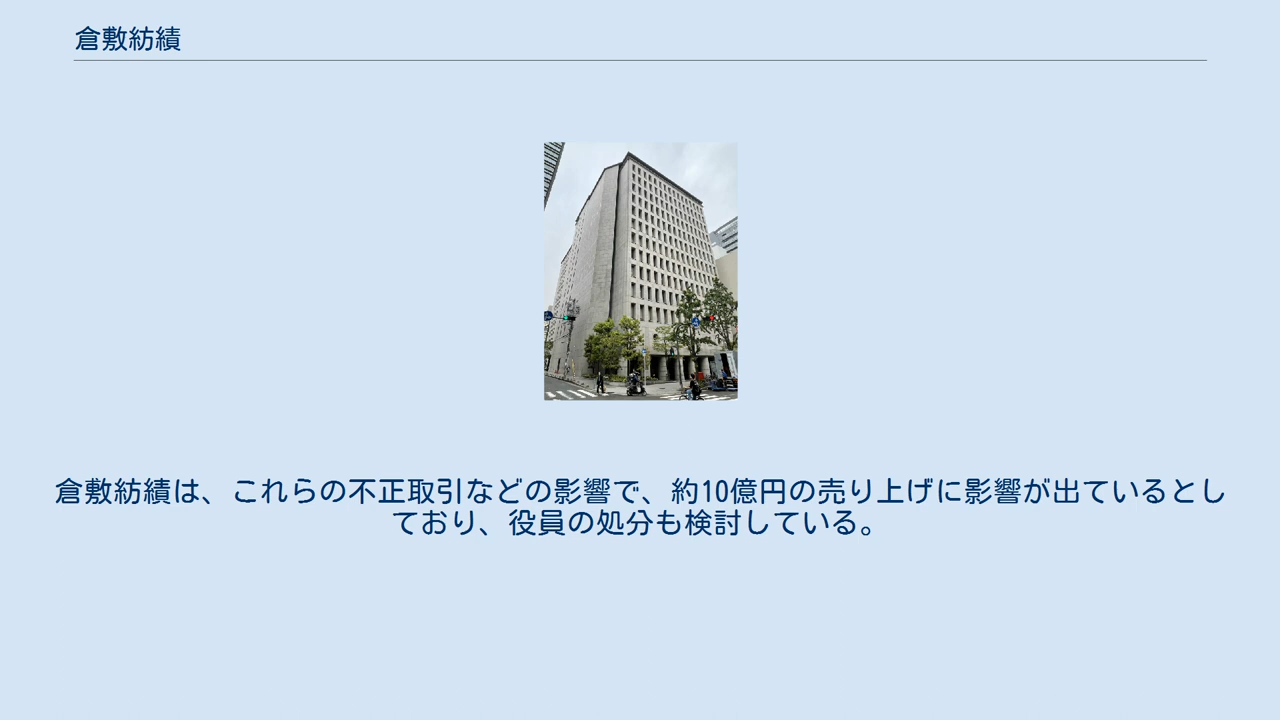 倉敷紡績
倉敷紡績は、これらの不正取引などの影響で、約10億円の売り上げに影響が出ているとし
ており、役員の処分も検討している。